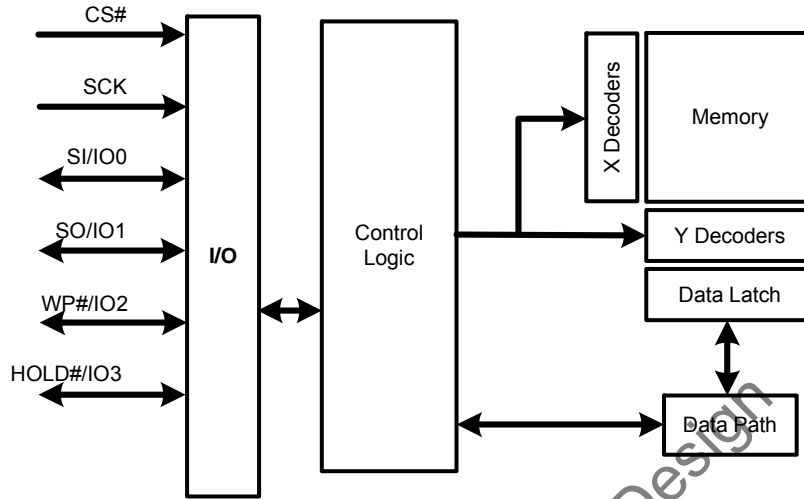 CS#
SCK
SI/IO0
SO/IO1
WP#/IO2
HOLD#/IO3
I/O
Control
Logic
X Decoders
Memory
Y Decoders
Data Latch
Data Path
Design